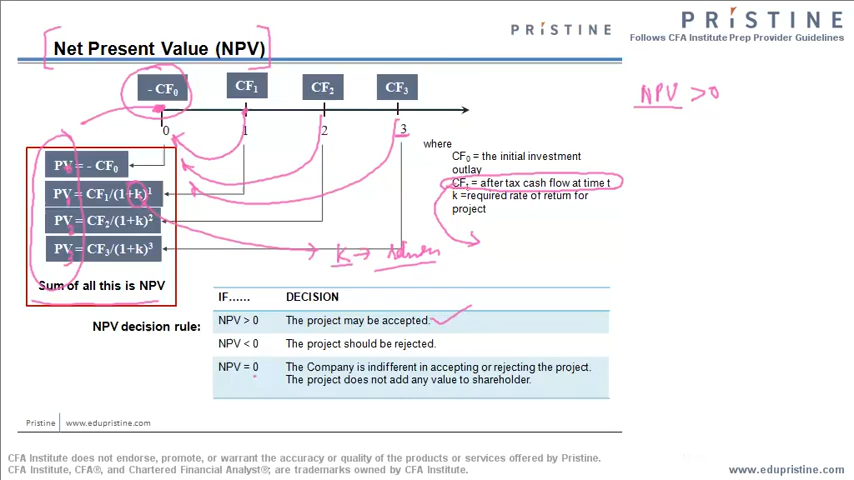 PRISTINE
PRISTINE
Follows CFA Institute Prep Provider Guidelines
Net Present Value (NPV)
- CF₀
CF₁
CF₂
CF₃
NPV >0
0
1
2
3
where
CF₀ = the initial investment
outlay
CFₜ = after tax cash flow at time t
k =required rate of return for
project
PV = - CF₀
PV = CF₁/(1+k)¹
PV = CF₂/(1+k)²
PV = CF₃/(1+k)³
K → return
Sum of all this is NPV
NPV decision rule:
IF...... DECISION
NPV > 0 The project may be accepted.
NPV < 0 The project should be rejected.
NPV = 0 The Company is indifferent in accepting or rejecting the project.
The project does not add any value to shareholder.
Pristine www.edupristine.com
CFA Institute does not endorse, promote, or warrant the accuracy or quality of the products or services offered by Pristine.
CFA Institute, CFA®, and Chartered Financial Analyst®; are trademarks owned by CFA Institute.
www.edupristine.com